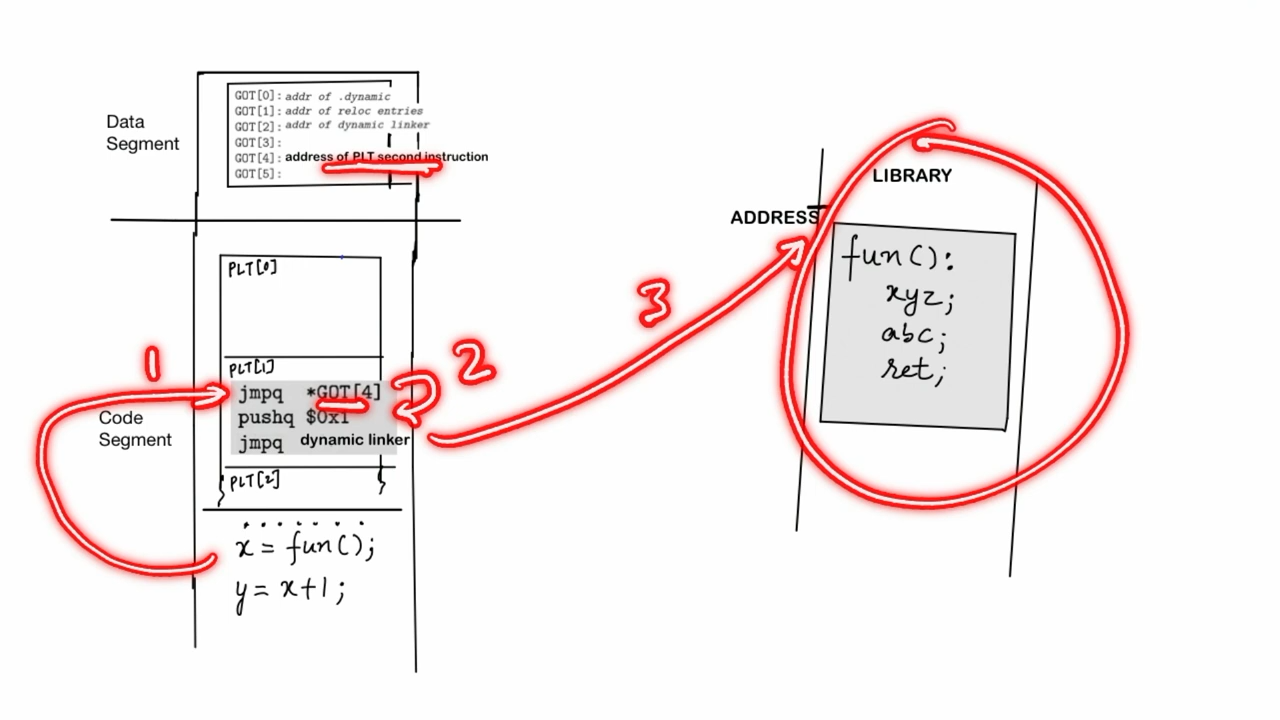 Data
Segment
GOT[0]: addr of .dynamic
GOT[1]: addr of reloc entries
GOT[2]: addr of dynamic linker
GOT[3]:
GOT[4]: address of PLT second instruction
GOT[5]:
PLT[0]
PLT[1]
1
jmpq *GOT[4]
2
pushq $0x1
jmpq dynamic linker
Code
Segment
PLT[2]
x = fun();
y = x+1;
3
LIBRARY
ADDRESS
fun():
xyz;
abc;
ret;